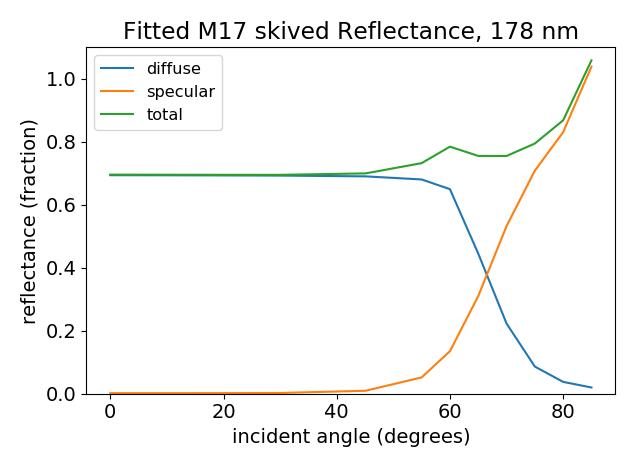 Fitted M17 skived Reflectance, 178 nm
diffuse
specular
total
reflectance (fraction)
1.0
0.8
0.6
0.4
0.2
0.0
0 20 40 60 80
incident angle (degrees)